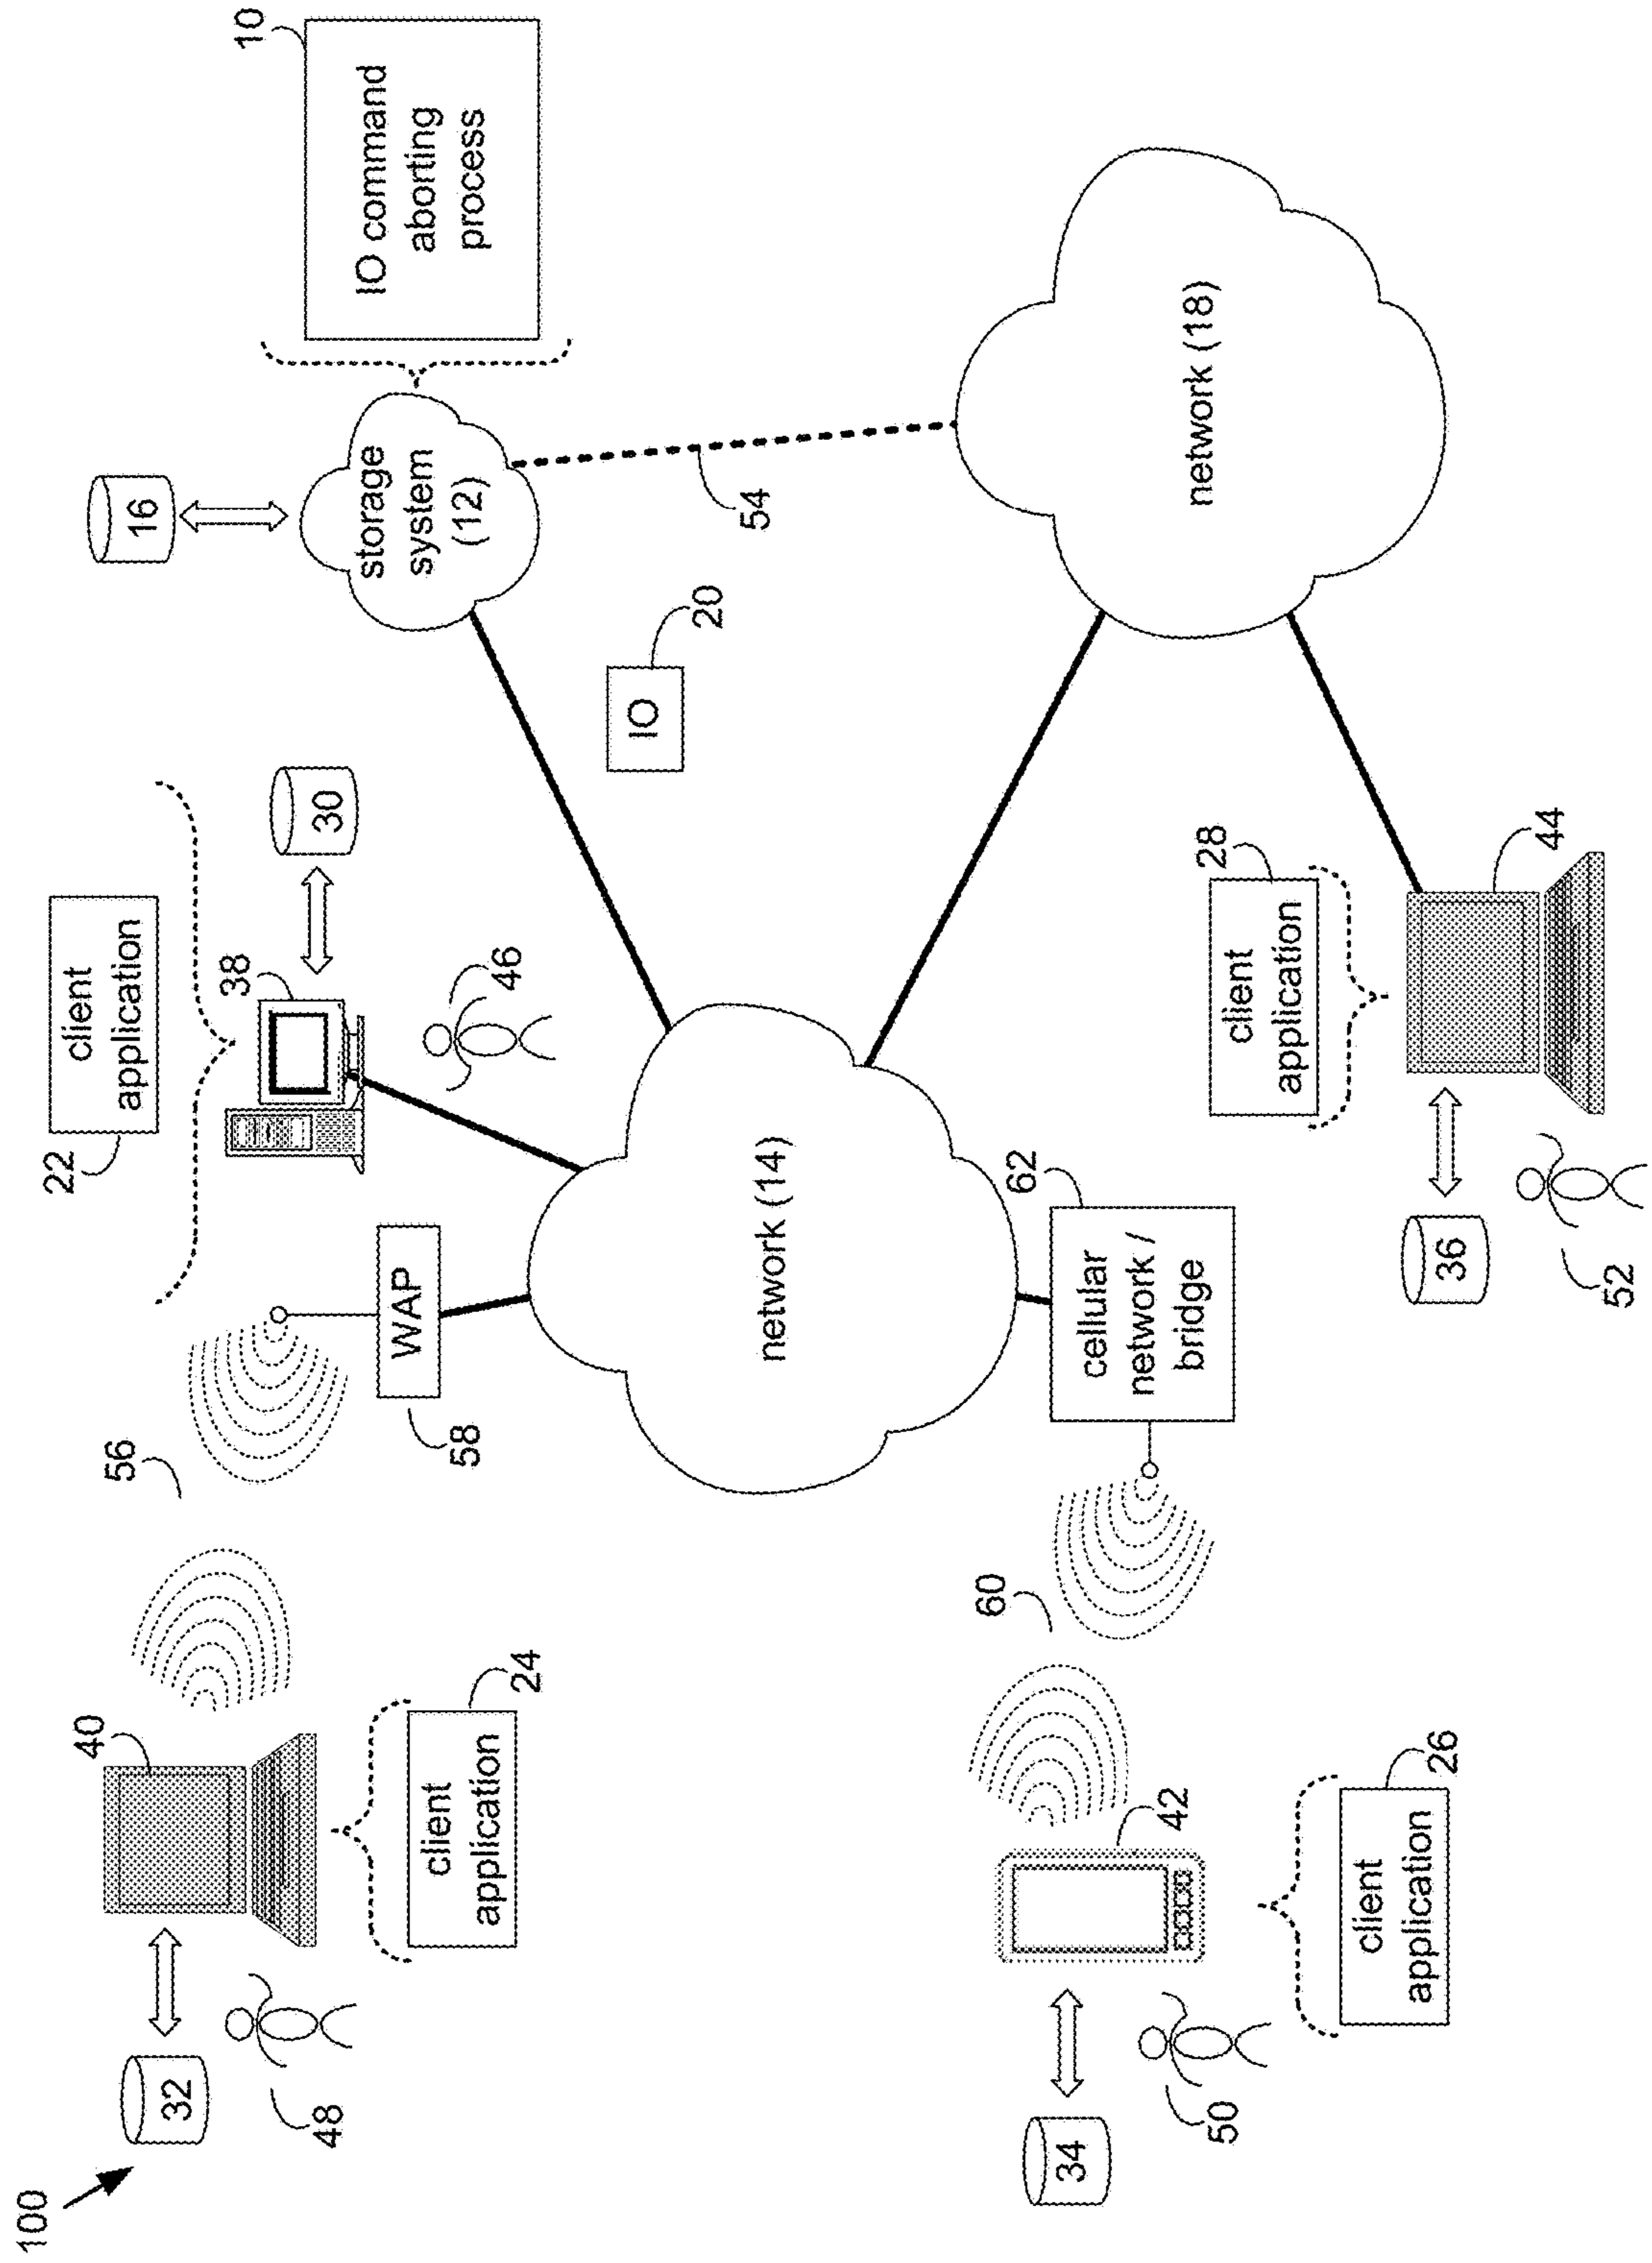 100
32
48
40
client
application
24
56
WAP
58
client
application
22
38
30
46
16
storage
system
(12)
10
IO command
aborting
process
IO
20
54
network (14)
network (18)
34
50
42
client
application
26
60
cellular
network /
bridge
62
client
application
28
44
36
52